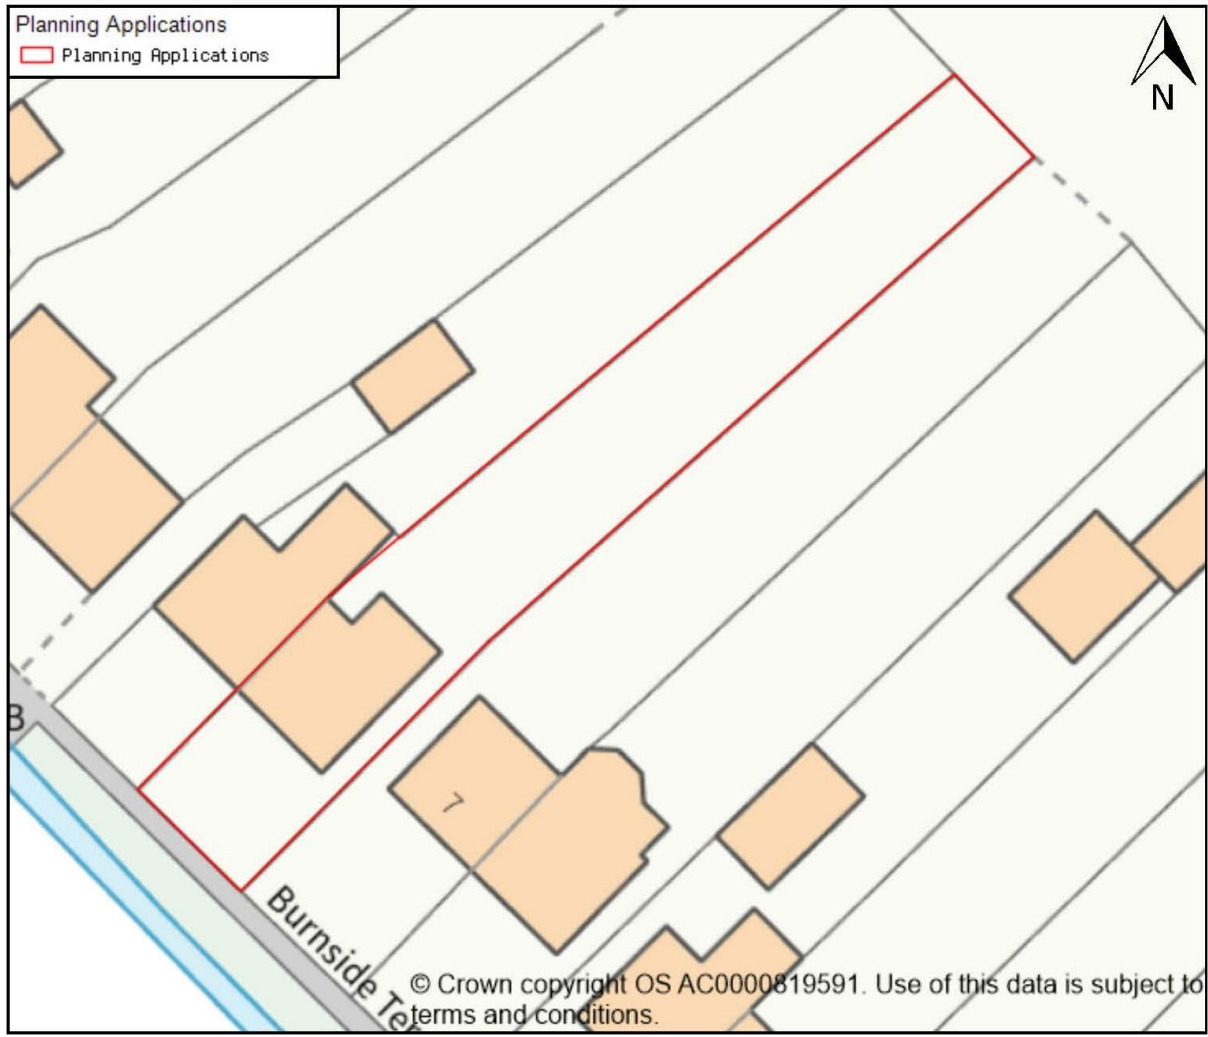 Planning Applications
Planning Applications
N
B
7
Burnside Ter
© Crown copyright OS AC0000819591. Use of this data is subject to
terms and conditions.